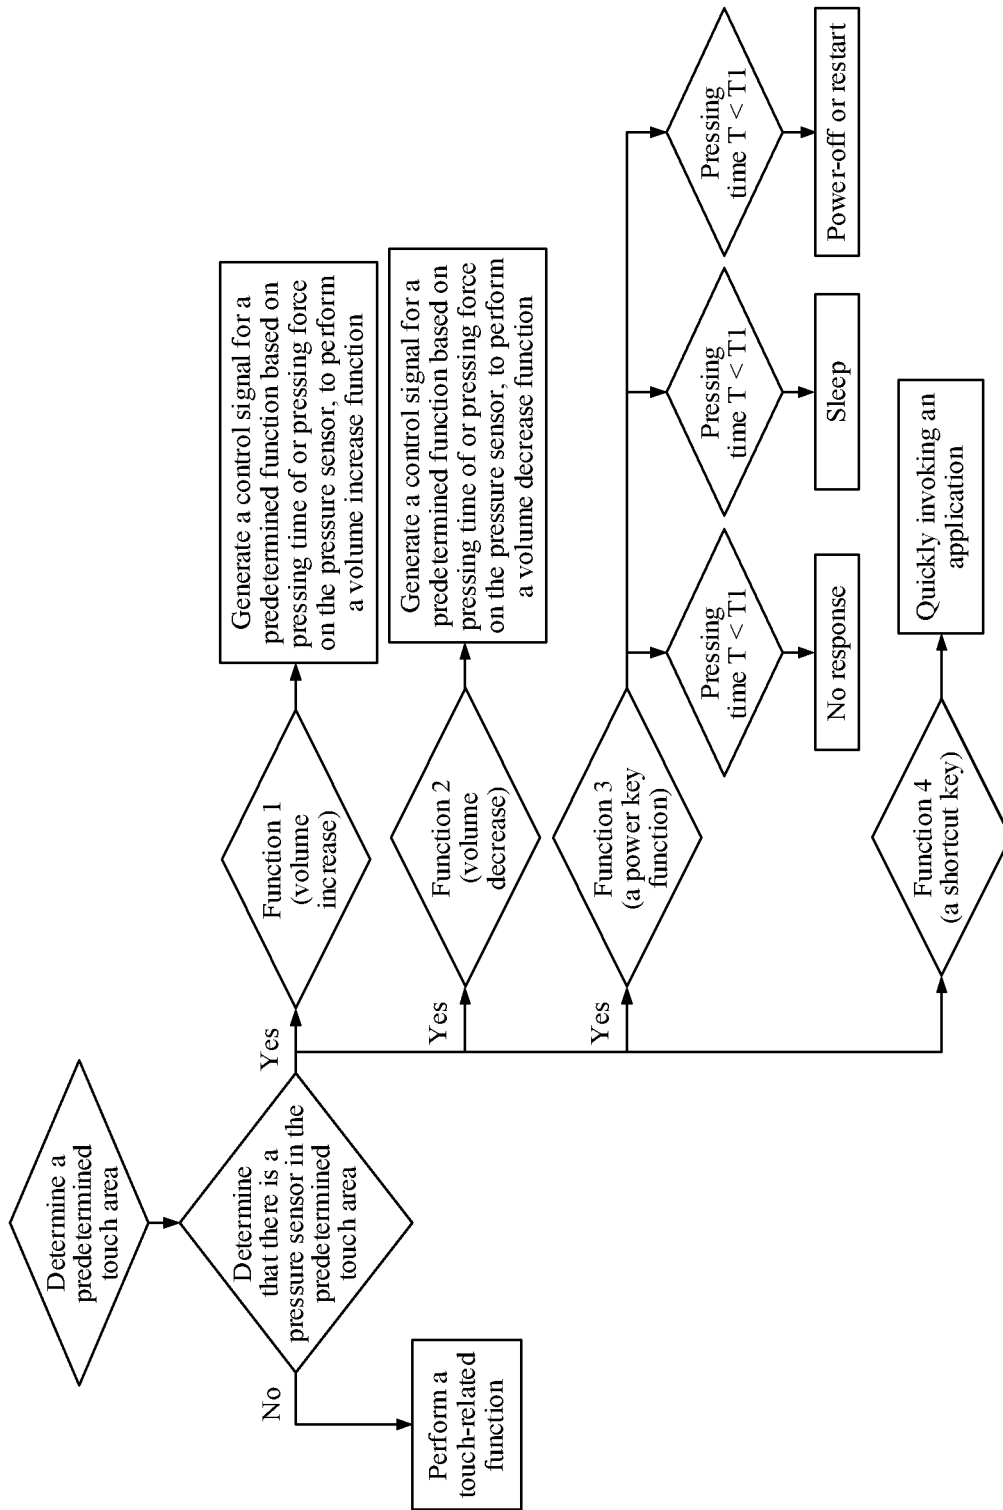 Determine a
predetermined
touch area
Determine
that there is a
pressure sensor in the
predetermined
touch area
No
Perform a
touch-related
function
Yes
Function 1
(volume
increase)
Generate a control signal for a
predetermined function based on
pressing time of or pressing force
on the pressure sensor, to perform
a volume increase function
Yes
Function 2
(volume
decrease)
Generate a control signal for a
predetermined function based on
pressing time of or pressing force
on the pressure sensor, to perform
a volume decrease function
Yes
Function 3
(a power key
function)
Pressing
time T < T1
No response
Pressing
time T < T1
Sleep
Pressing
time T < T1
Power-off or restart
Function 4
(a shortcut key)
Quickly invoking an
application